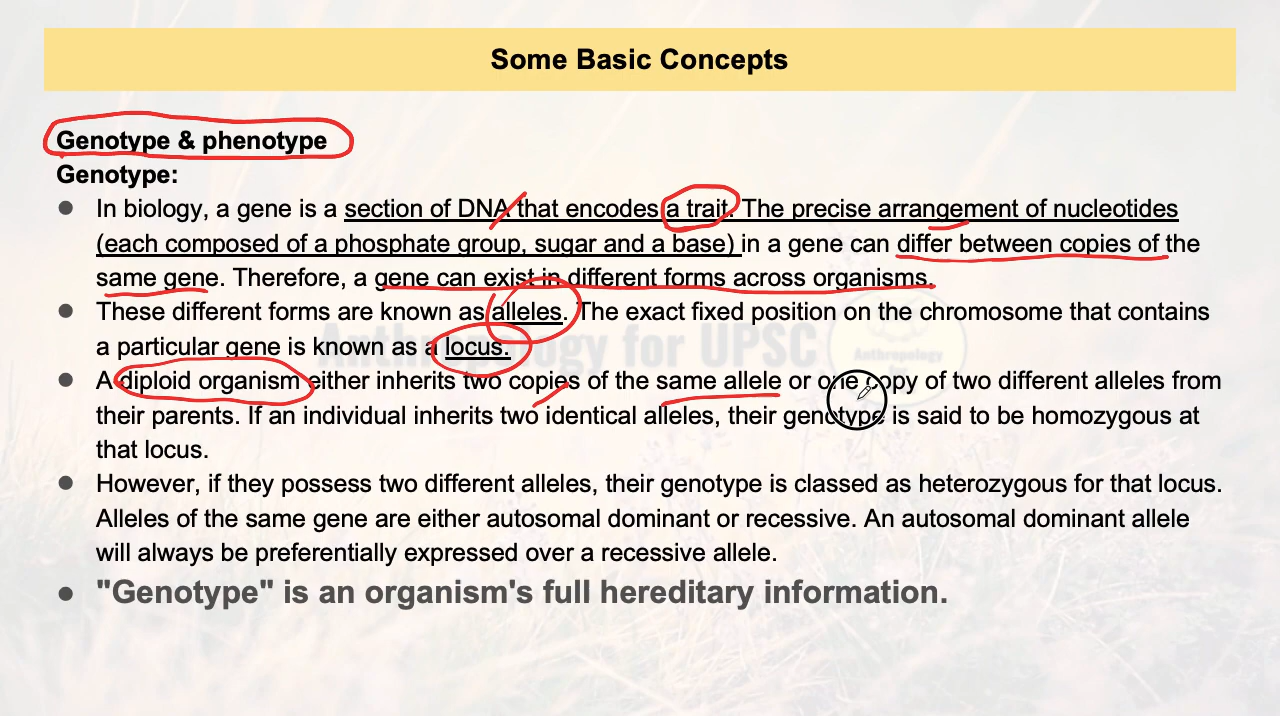 Some Basic Concepts
Genotype & phenotype
Genotype:
● In biology, a gene is a section of DNA that encodes a trait. The precise arrangement of nucleotides
(each composed of a phosphate group, sugar and a base) in a gene can differ between copies of the
same gene. Therefore, a gene can exist in different forms across organisms.
● These different forms are known as alleles. The exact fixed position on the chromosome that contains
a particular gene is known as a locus.
Anthropology for UPSC
Anthropology
● A diploid organism either inherits two copies of the same allele or one copy of two different alleles from
their parents. If an individual inherits two identical alleles, their genotype is said to be homozygous at
that locus.
● However, if they possess two different alleles, their genotype is classed as heterozygous for that locus.
Alleles of the same gene are either autosomal dominant or recessive. An autosomal dominant allele
will always be preferentially expressed over a recessive allele.
● "Genotype" is an organism's full hereditary information.